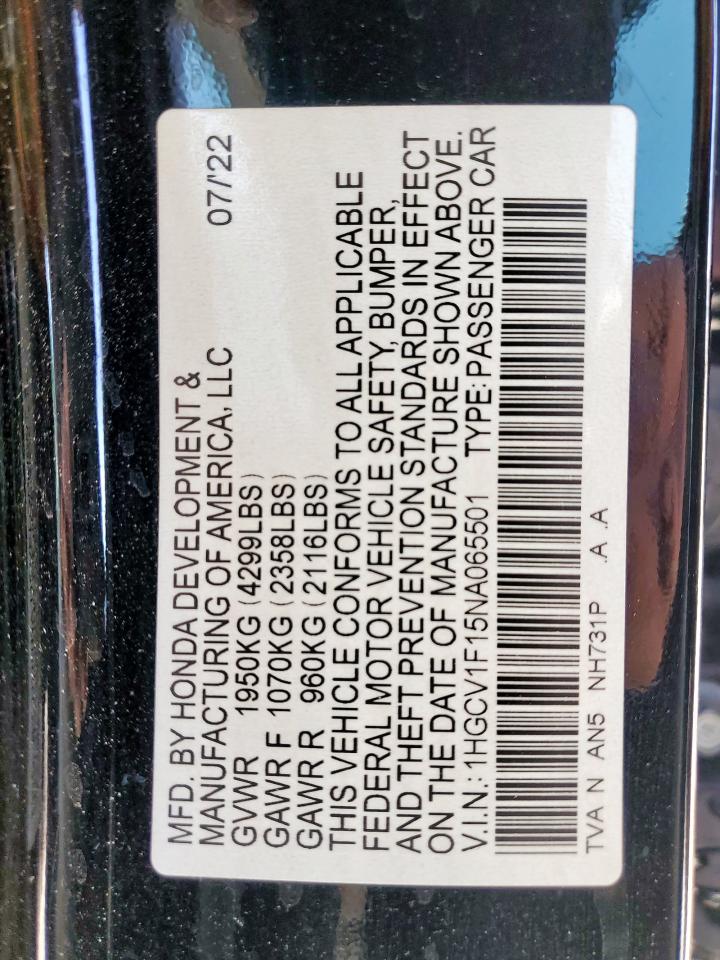 MFD. BY HONDA DEVELOPMENT &
MANUFACTURING OF AMERICA, LLC 07/'22
GVWR 1950KG (4299LBS)
GAWR F 1070KG (2358LBS)
GAWR R 960KG (2116LBS)
THIS VEHICLE CONFORMS TO ALL APPLICABLE
FEDERAL MOTOR VEHICLE SAFETY, BUMPER,
AND THEFT PREVENTION STANDARDS IN EFFECT
ON THE DATE OF MANUFACTURE SHOWN ABOVE.
V.I.N.: 1HGCV1F15NA065501 TYPE: PASSENGER CAR
TVA N AN5 NH731P .A .A